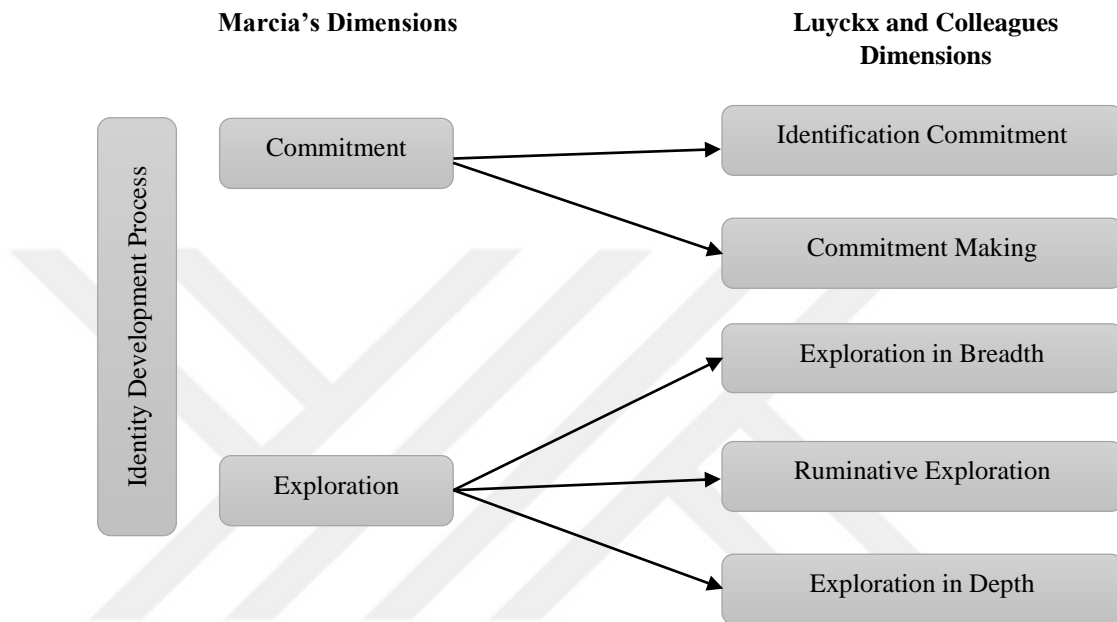 Marcia's Dimensions
Luyckx and Colleagues
Dimensions
Identity Development Process
Commitment
Identification Commitment
Commitment Making
Exploration in Breadth
Exploration
Ruminative Exploration
Exploration in Depth